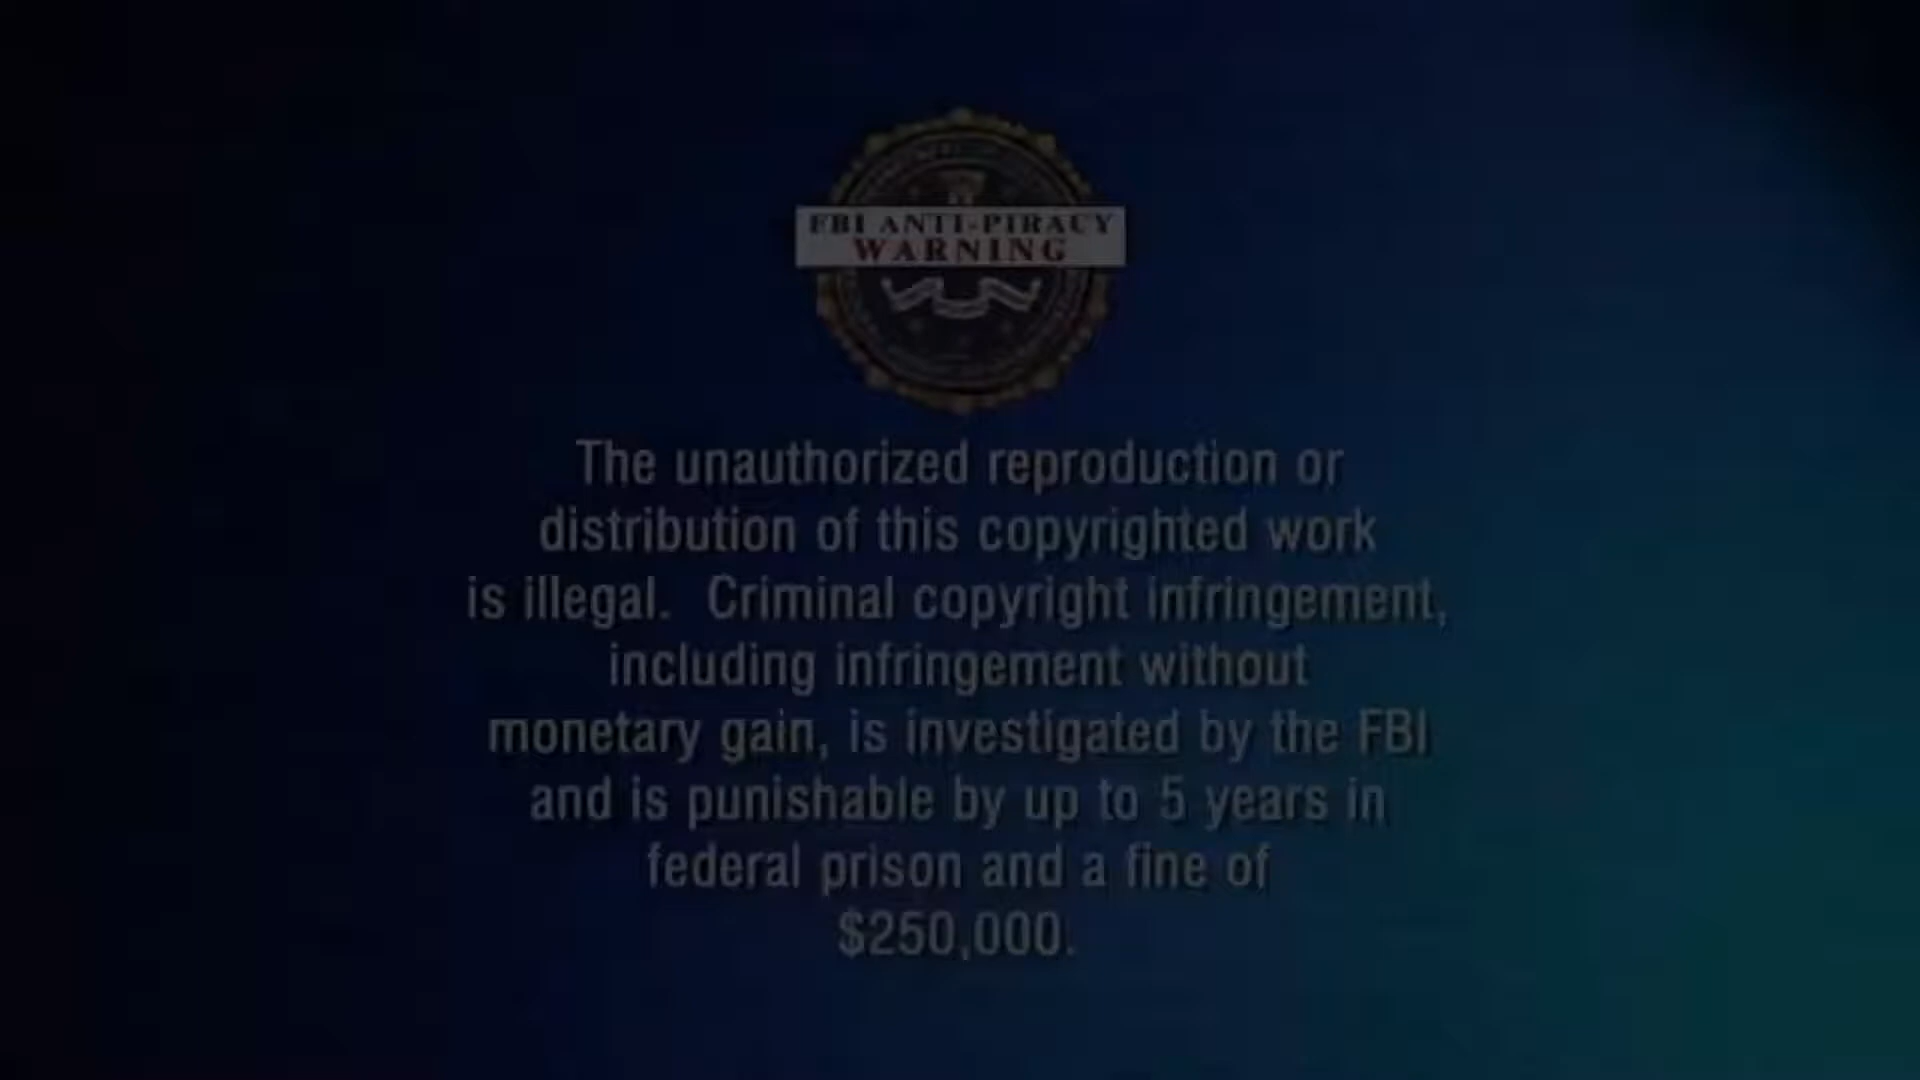 FBI ANTI-PIRACY
WARNING
The unauthorized reproduction or
distribution of this copyrighted work
is illegal.  Criminal copyright infringement,
including infringement without
monetary gain, is investigated by the FBI
and is punishable by up to 5 years in
federal prison and a fine of
$250,000.